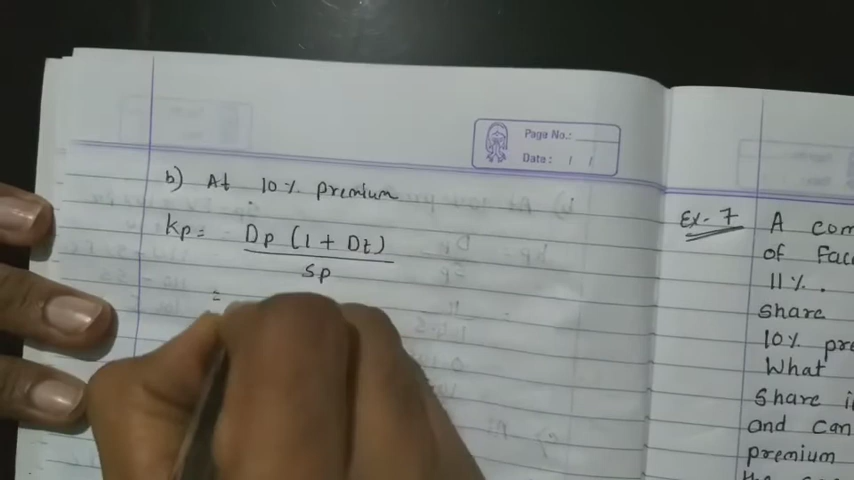 Page No.:
Date: / /
b) At 10% premium
Kp = Dp (1 + Dt)
Sp
=
Ex-7 A com
of Fac
11%.
share
10% pre
What
Share i
and can
premium